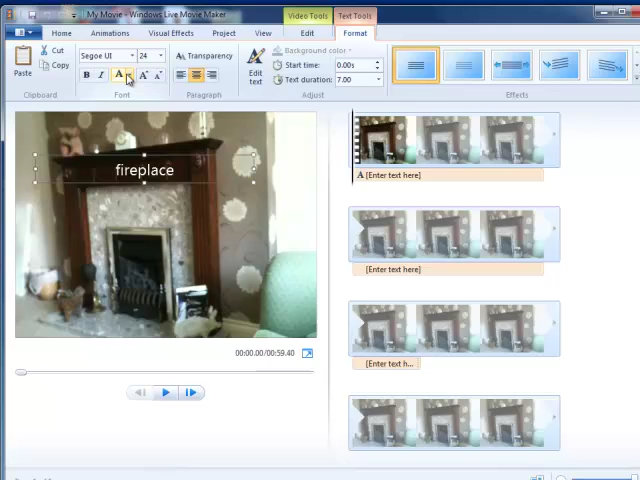 My Movie - Windows Live Movie Maker
Video Tools
Text Tools
Home
Animations
Visual Effects
Project
View
Edit
Format
Paste
Cut
Copy
Clipboard
Segoe UI
24
B I A A A
Font
A Transparency
Paragraph
Edit text
Background color
Start time: 0.00s
Text duration: 7.00
Adjust
Effects
fireplace
00:00.00/00:59.40
A [Enter text here]
[Enter text here]
[Enter text h...